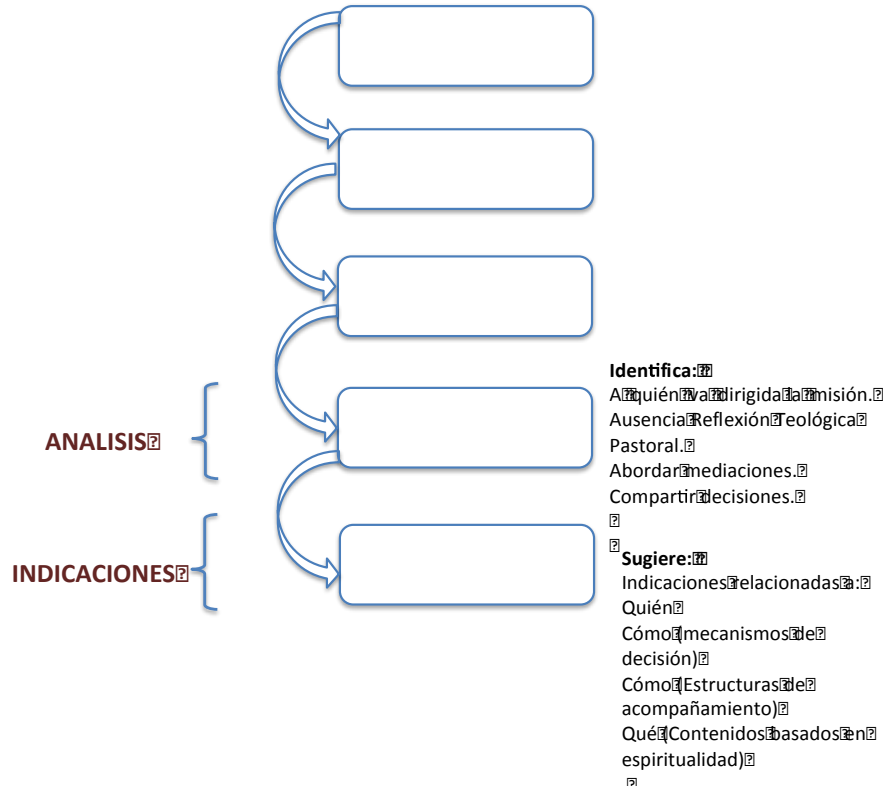 Identifica:
A quién va dirigida la misión.
Ausencia Reflexión Teológica
Pastoral.
ANALISIS
Abordar mediaciones.
Compartir decisiones.
Sugiere:
INDICACIONES
Indicaciones relacionadas a:
Quién
Cómo (mecanismos de
decisión)
Cómo (Estructuras de
acompañamiento)
Qué (Contenidos basados en
espiritualidad)